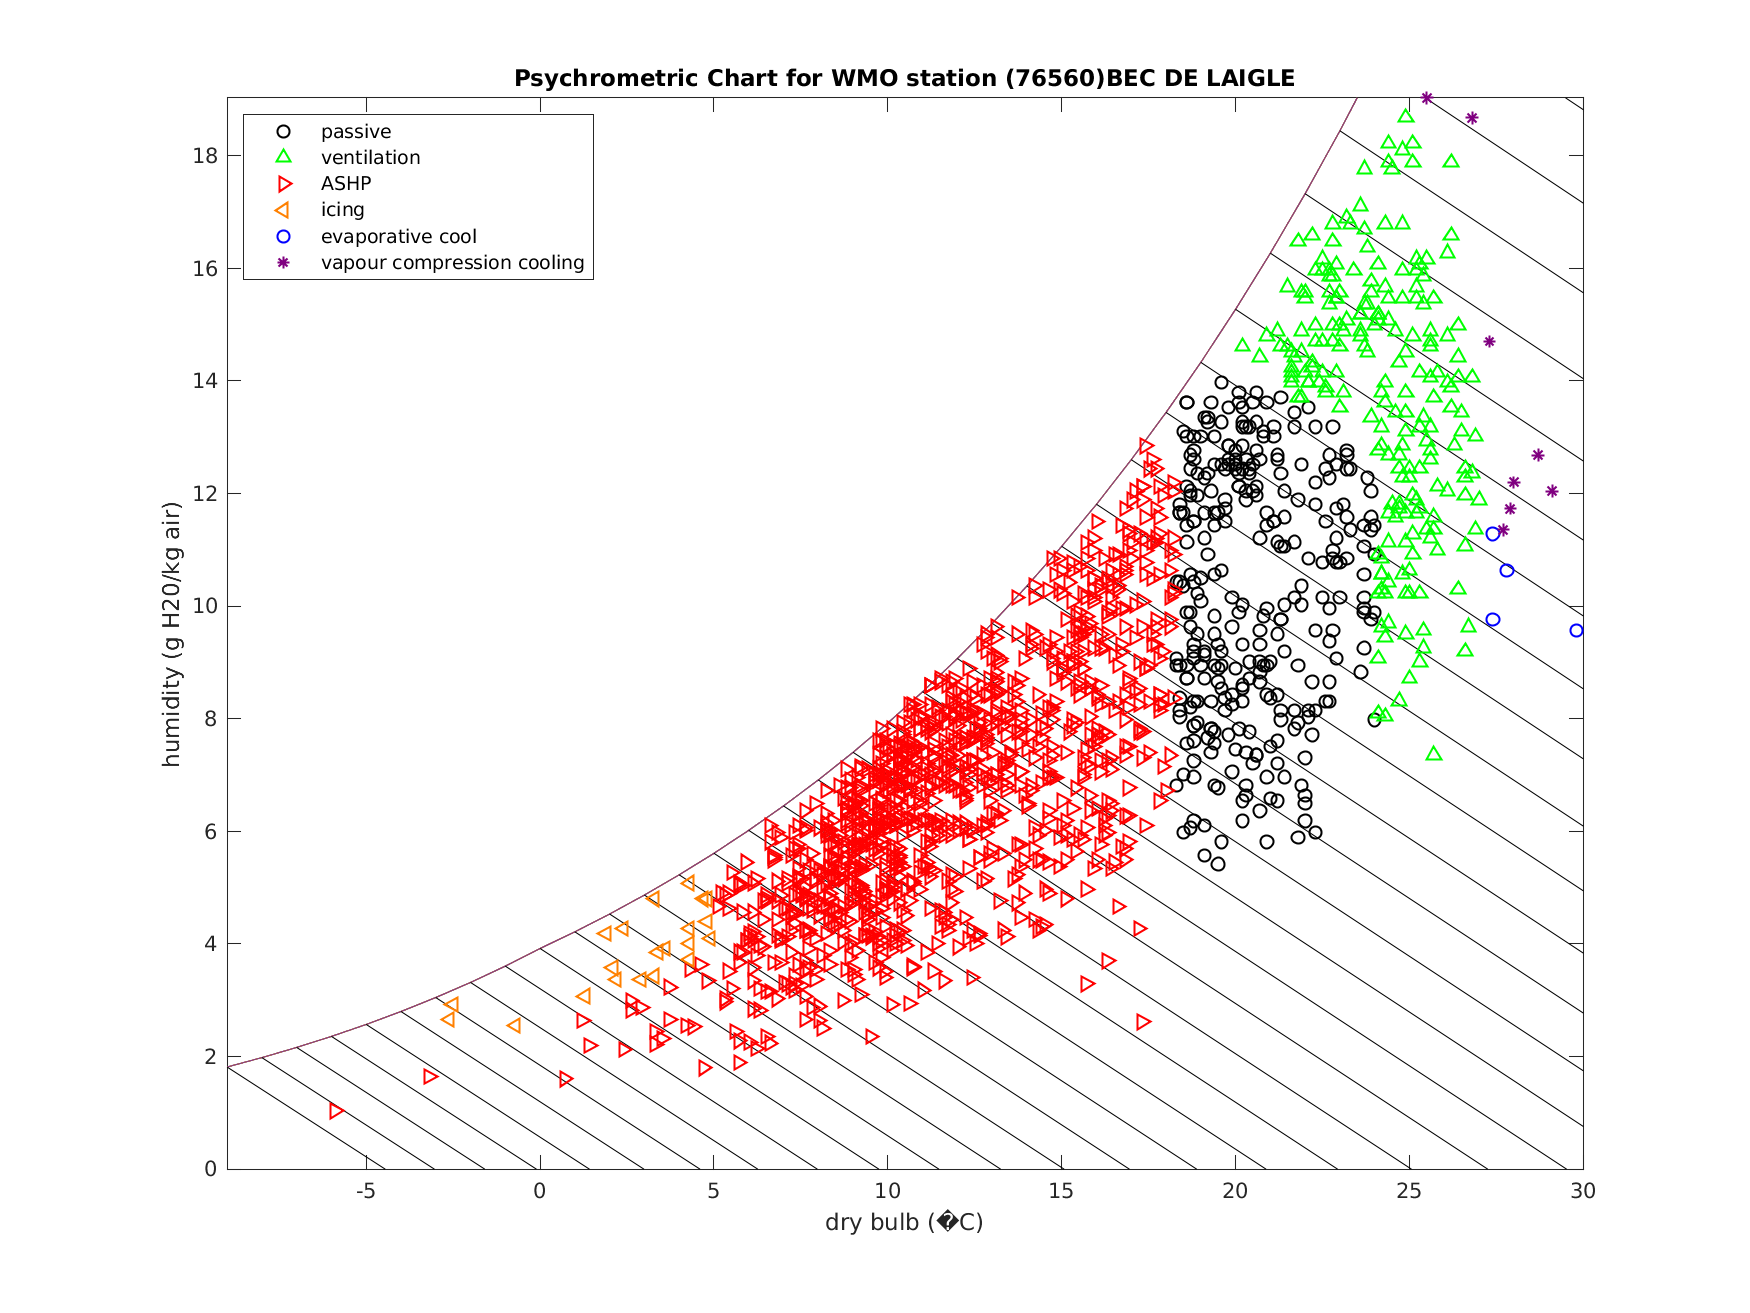 Psychrometric Chart for WMO station (76560)BEC DE LAIGLE
passive
ventilation
ASHP
icing
evaporative cool
vapour compression cooling
humidity (g H20/kg air)
18
16
14
12
10
8
6
4
2
0
-5
0
5
10
15
20
25
30
dry bulb (�C)